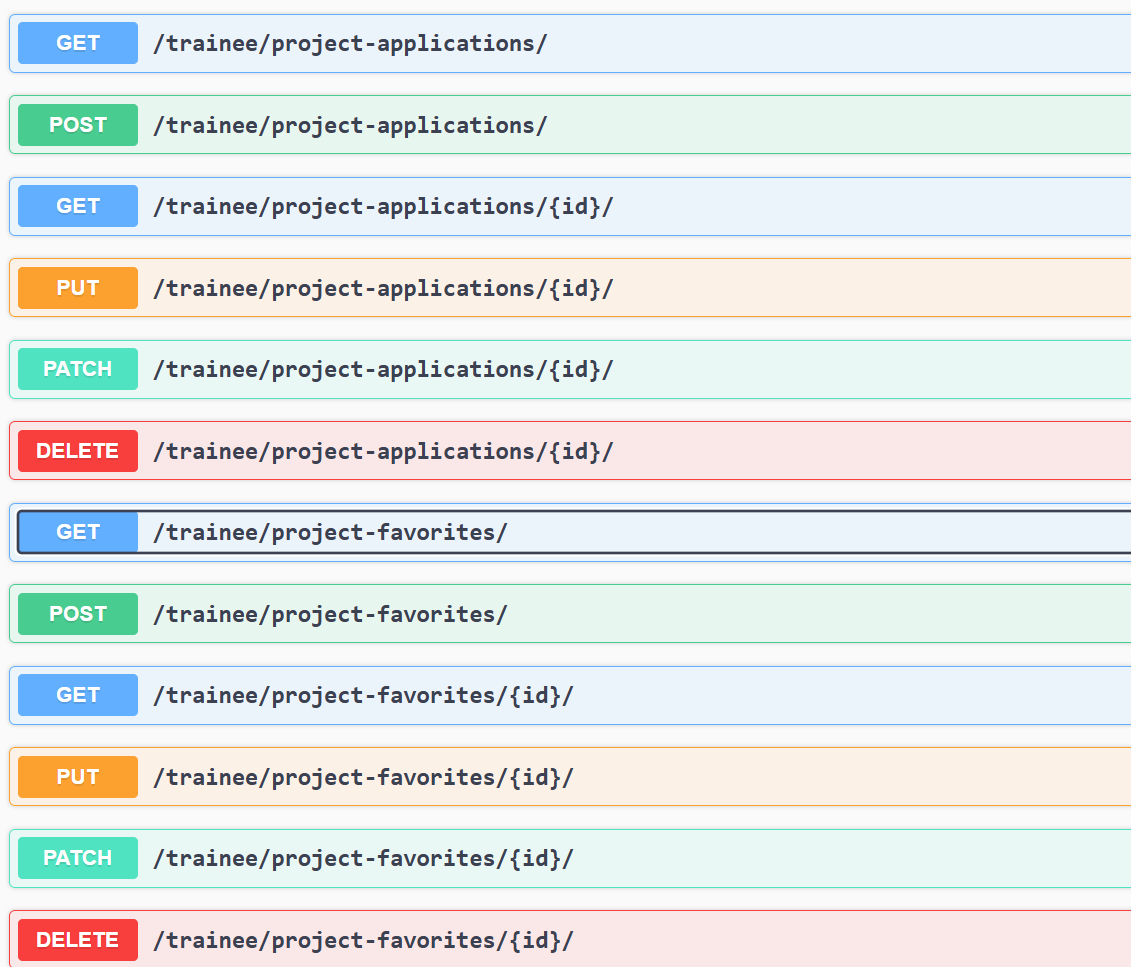 GET /trainee/project-applications/
POST /trainee/project-applications/
GET /trainee/project-applications/{id}/
PUT /trainee/project-applications/{id}/
PATCH /trainee/project-applications/{id}/
DELETE /trainee/project-applications/{id}/
GET /trainee/project-favorites/
POST /trainee/project-favorites/
GET /trainee/project-favorites/{id}/
PUT /trainee/project-favorites/{id}/
PATCH /trainee/project-favorites/{id}/
DELETE /trainee/project-favorites/{id}/